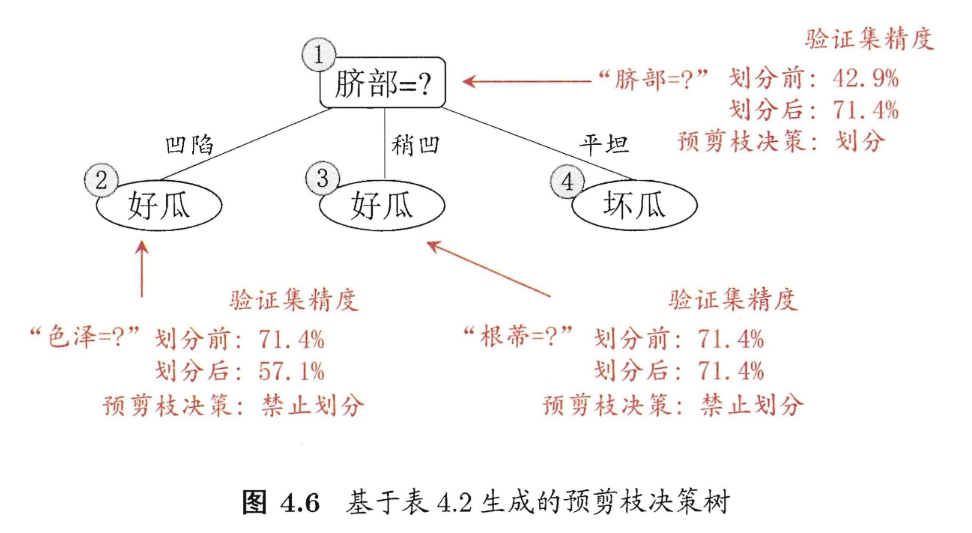 验证集精度
①
脐部=?
“脐部=?” 划分前: 42.9%
划分后: 71.4%
预剪枝决策: 划分
凹陷
稍凹
平坦
②
好瓜
③
好瓜
④
坏瓜
验证集精度
“色泽=?” 划分前: 71.4%
划分后: 57.1%
预剪枝决策: 禁止划分
验证集精度
“根蒂=?” 划分前: 71.4%
划分后: 71.4%
预剪枝决策: 禁止划分
图 4.6 基于表 4.2 生成的预剪枝决策树